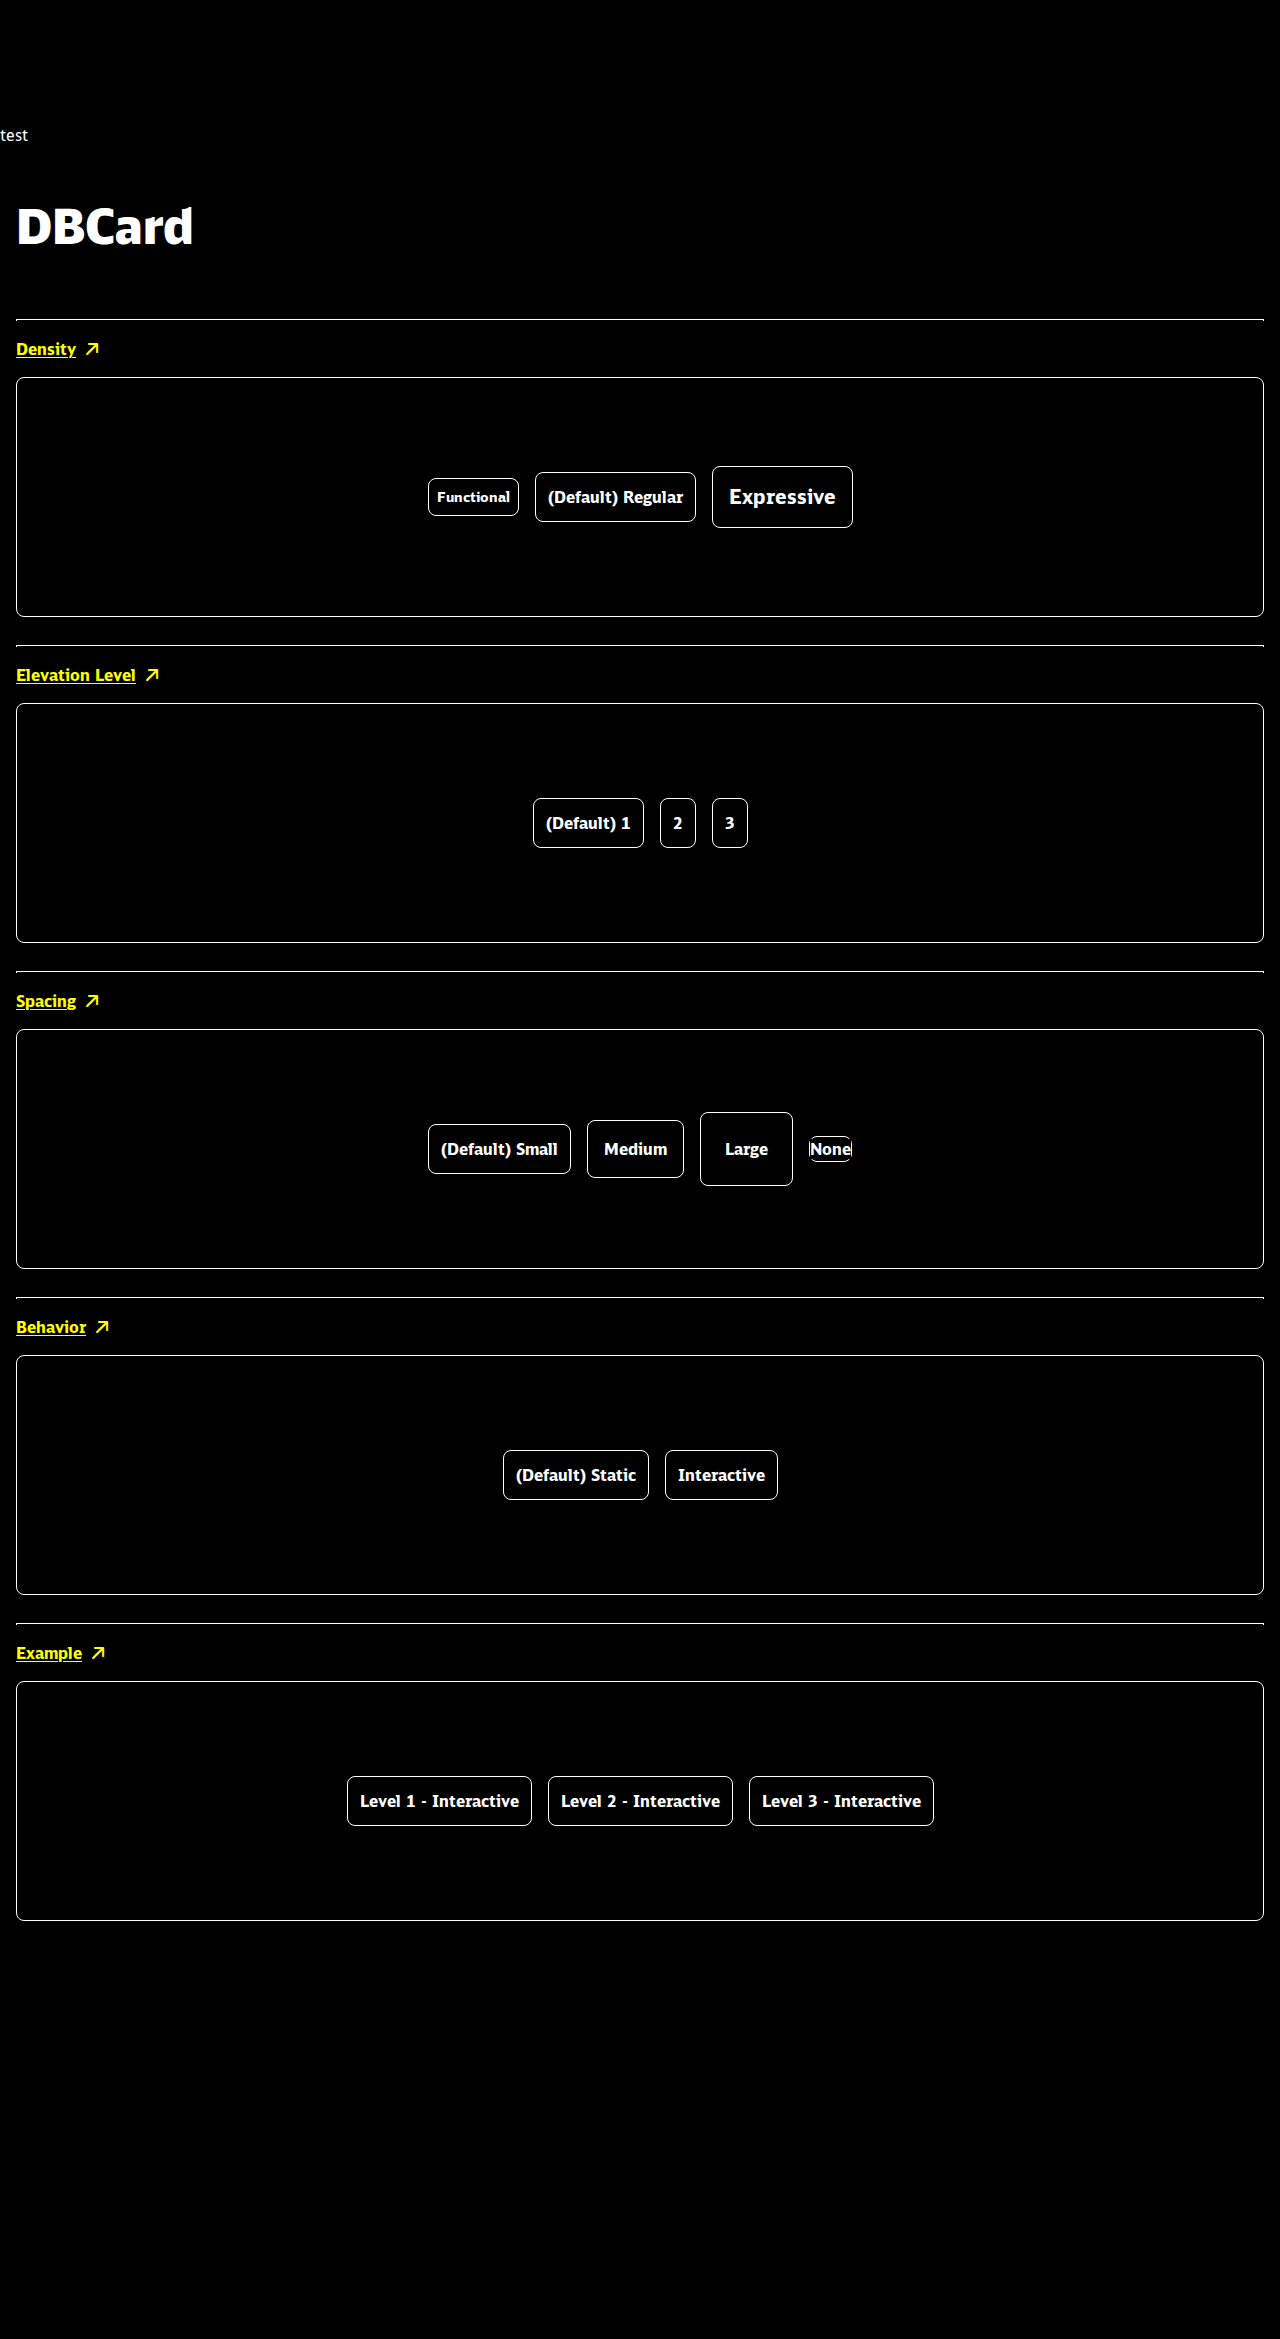 test
DBCard
Density
Functional (Default) Regular Expressive
Elevation Level
(Default) 1 2 3
Spacing
(Default) Small Medium Large None
Behavior
(Default) Static Interactive
Example
Level 1 - Interactive Level 2 - Interactive Level 3 - Interactive